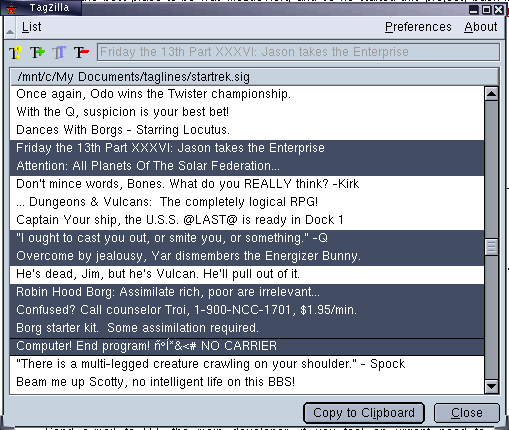 TagZilla
List Preferences About
Friday the 13th Part XXXVI: Jason takes the Enterprise
/mnt/c/My Documents/taglines/startrek.sig
Once again, Odo wins the Twister championship.
With the Q, suspicion is your best bet!
Dances With Borgs - Starring Locutus.
Friday the 13th Part XXXVI: Jason takes the Enterprise
Attention: All Planets Of The Solar Federation...
Don't mince words, Bones. What do you REALLY think? -Kirk
... Dungeons & Vulcans:  The completely logical RPG!
Captain Your ship, the U.S.S. @LAST@ is ready in Dock 1
"I ought to cast you out, or smite you, or something." -Q
Overcome by jealousy, Yar dismembers the Energizer Bunny.
He's dead, Jim, but he's Vulcan. He'll pull out of it.
Robin Hood Borg: Assimilate rich, poor are irrelevant...
Confused? Call counselor Troi, 1-900-NCC-1701, $1.95/min.
Borg starter kit.  Some assimilation required.
Computer! End program! NO CARRIER
"There is a multi-legged creature crawling on your shoulder." - Spock
Beam me up Scotty, no intelligent life on this BBS!
Copy to Clipboard Close